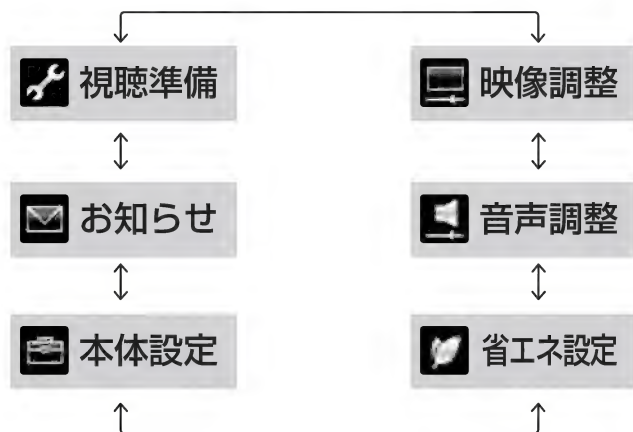 視聴準備
映像調整
お知らせ
音声調整
本体設定
省エネ設定